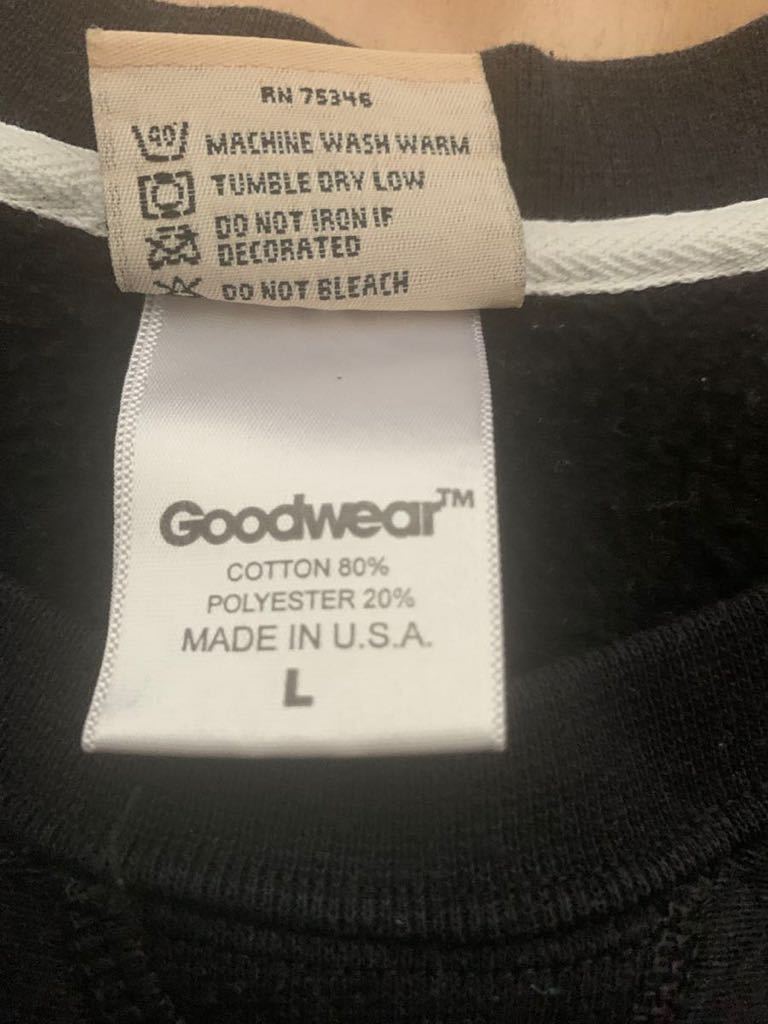 RN 75346
40° MACHINE WASH WARM
TUMBLE DRY LOW
DO NOT IRON IF
DECORATED
DO NOT BLEACH
Goodwear™
COTTON 80%
POLYESTER 20%
MADE IN U.S.A.
L